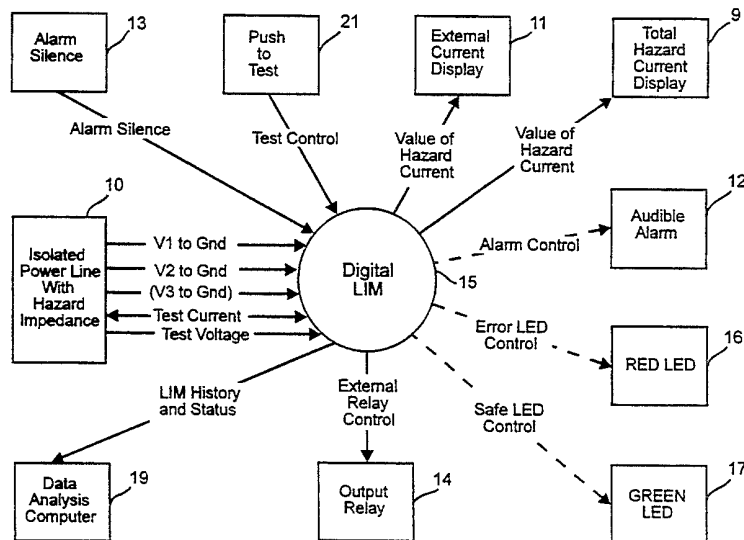 13
Alarm
Silence
21
Push
to
Test
11
External
Current
Display
9
Total
Hazard
Current
Display
Alarm Silence
Test Control
Value of
Hazard
Current
Value of
Hazard
Current
10
Isolated
Power Line
With
Hazard
Impedance
V1 to Gnd
V2 to Gnd
(V3 to Gnd)
Test Current
Test Voltage
Digital
LIM
15
Alarm Control
12
Audible
Alarm
Error LED
Control
16
RED LED
LIM History
and Status
External
Relay
Control
Safe LED
Control
19
Data
Analysis
Computer
14
Output
Relay
17
GREEN
LED